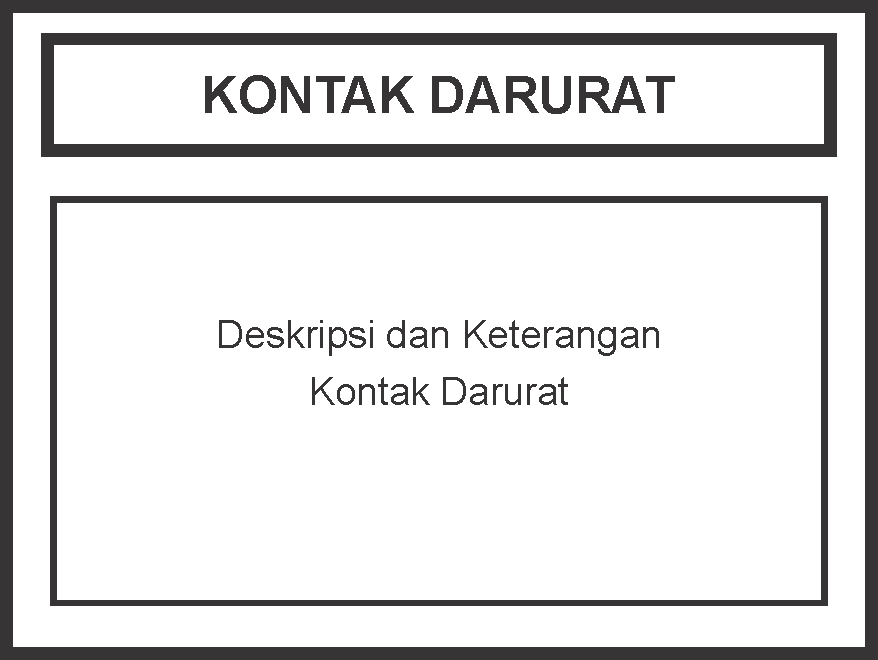 KONTAK DARURAT
Deskripsi dan Keterangan
Kontak Darurat